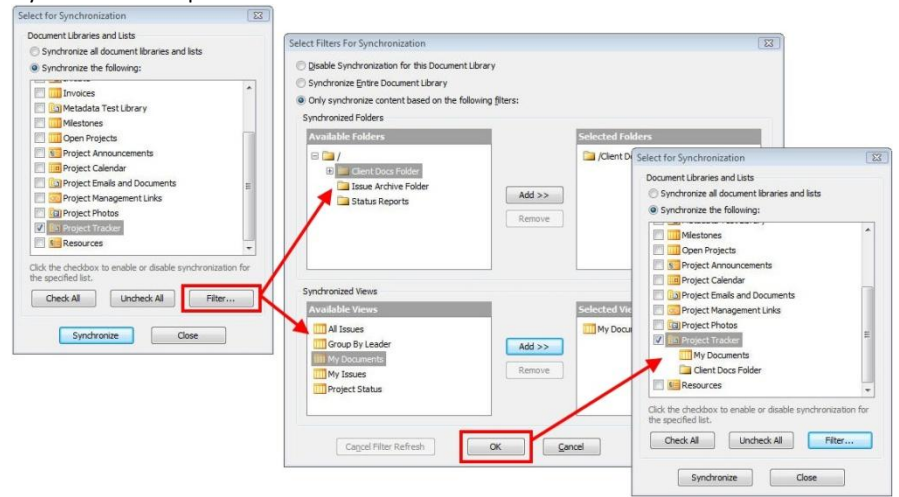 Select for Synchronization
Document Libraries and Lists
Synchronize all document libraries and lists
Synchronize the following:
Invoices
Metadata Test Library
Milestones
Open Projects
Project Announcements
Project Calendar
Project Emails and Documents
Project Management Links
Project Photos
Project Tracker
Resources
Click the checkbox to enable or disable synchronization for
the specified list.
Check All
Uncheck All
Filter...
Synchronize
Close
Select Filters For Synchronization
Disable Synchronization for this Document Library
Synchronize Entire Document Library
Only synchronize content based on the following filters:
Synchronized Folders
Available Folders
/
Client Docs Folder
Issue Archive Folder
Status Reports
Add >>
Remove
Selected Folders
/Client D
Synchronized Views
Available Views
All Issues
Group By Leader
My Documents
My Issues
Project Status
Add >>
Remove
Selected Vie
My Docu
Cancel Filter Refresh
OK
Cancel
Select for Synchronization
Document Libraries and Lists
Synchronize all document libraries and lists
Synchronize the following:
Milestones
Open Projects
Project Announcements
Project Calendar
Project Emails and Documents
Project Management Links
Project Photos
Project Tracker
My Documents
Client Docs Folder
Resources
Click the checkbox to enable or disable synchronization for
the specified list.
Check All
Uncheck All
Filter...
Synchronize
Close